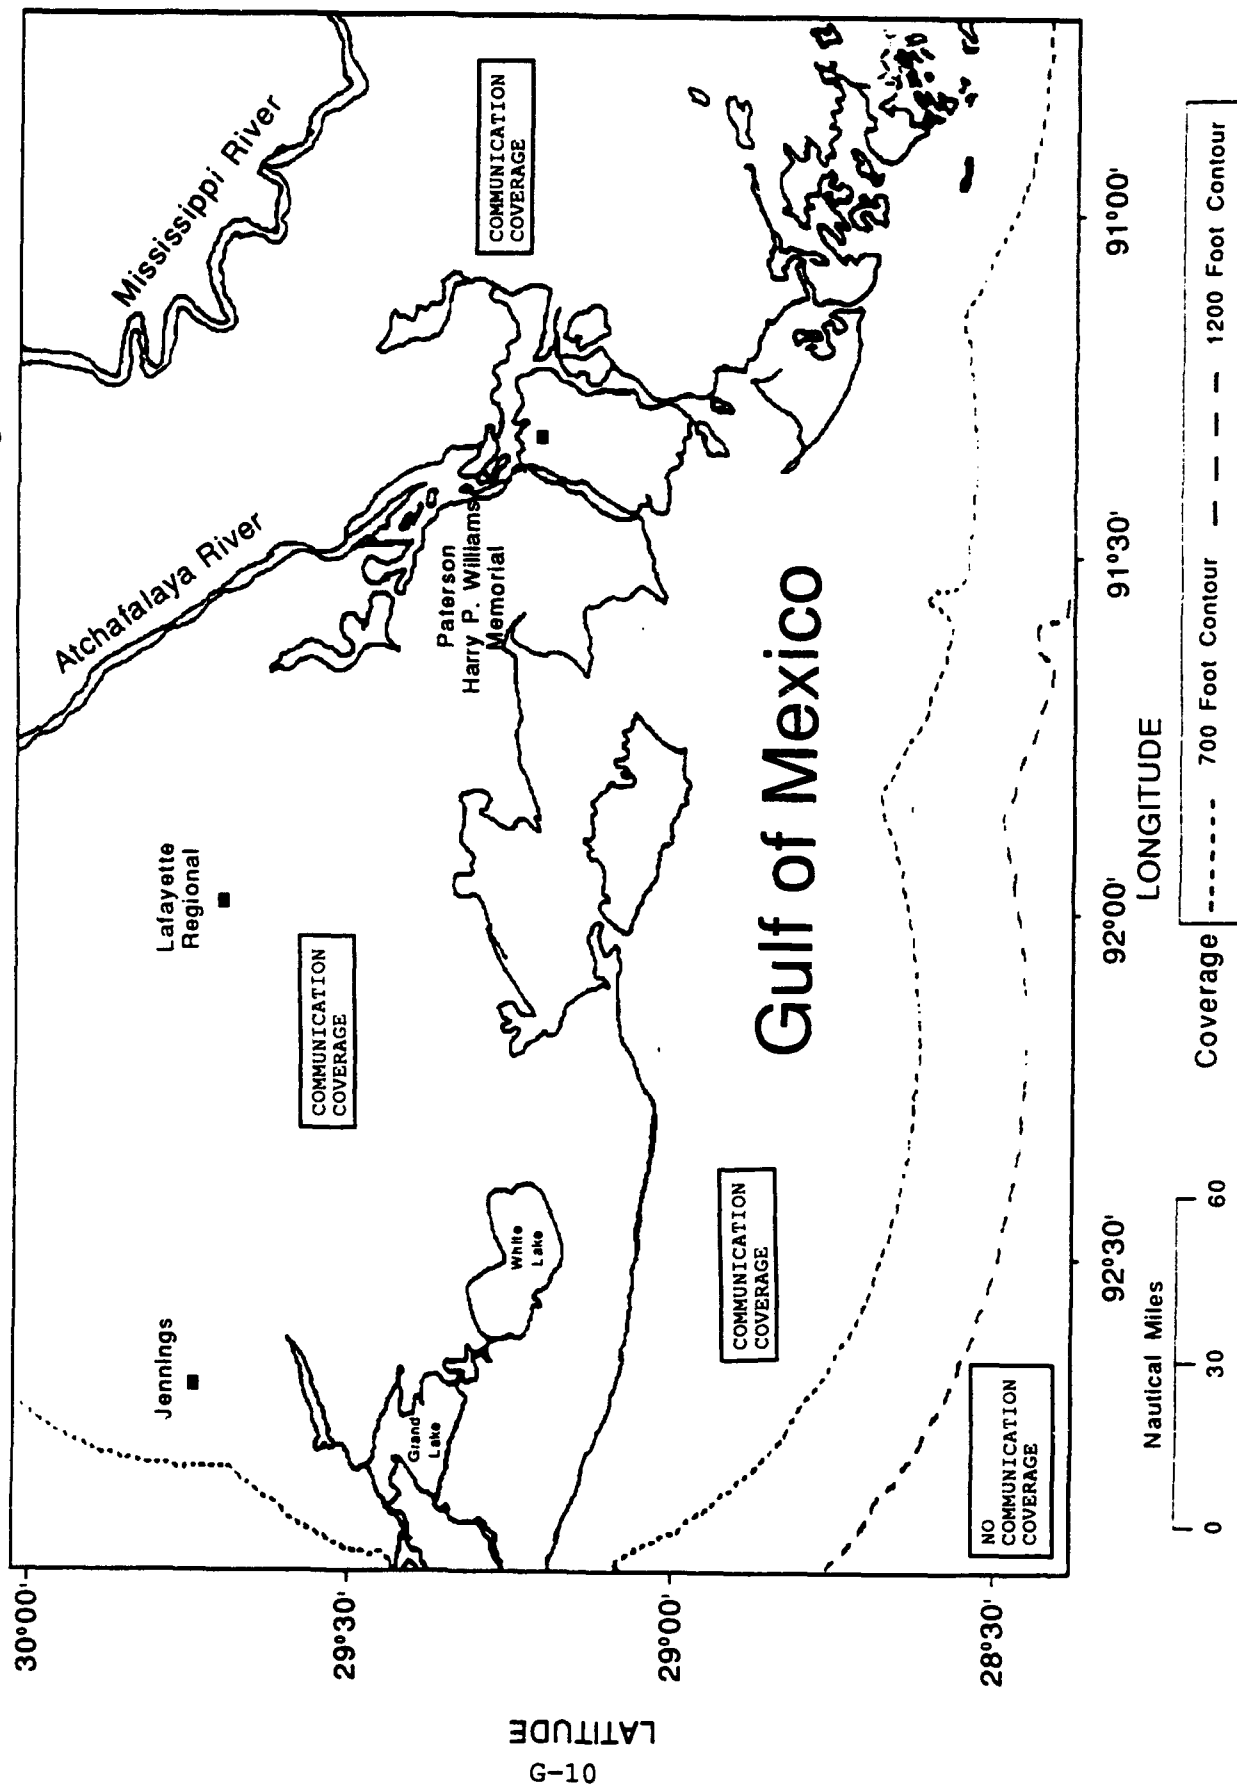 Mississippi River
Atchafalaya River
COMMUNICATION
COVERAGE
Lafayette
Regional
Paterson
Harry P. Williams
Memorial
Jennings
COMMUNICATION
COVERAGE
White
Lake
Grand
Lake
Gulf of Mexico
COMMUNICATION
COVERAGE
NO
COMMUNICATION
COVERAGE
30°00'
29°30'
29°00'
28°30'
LATITUDE
92°30'
92°00'
91°30'
91°00'
LONGITUDE
Nautical Miles
0 30 60
Coverage
700 Foot Contour
1200 Foot Contour
G-10